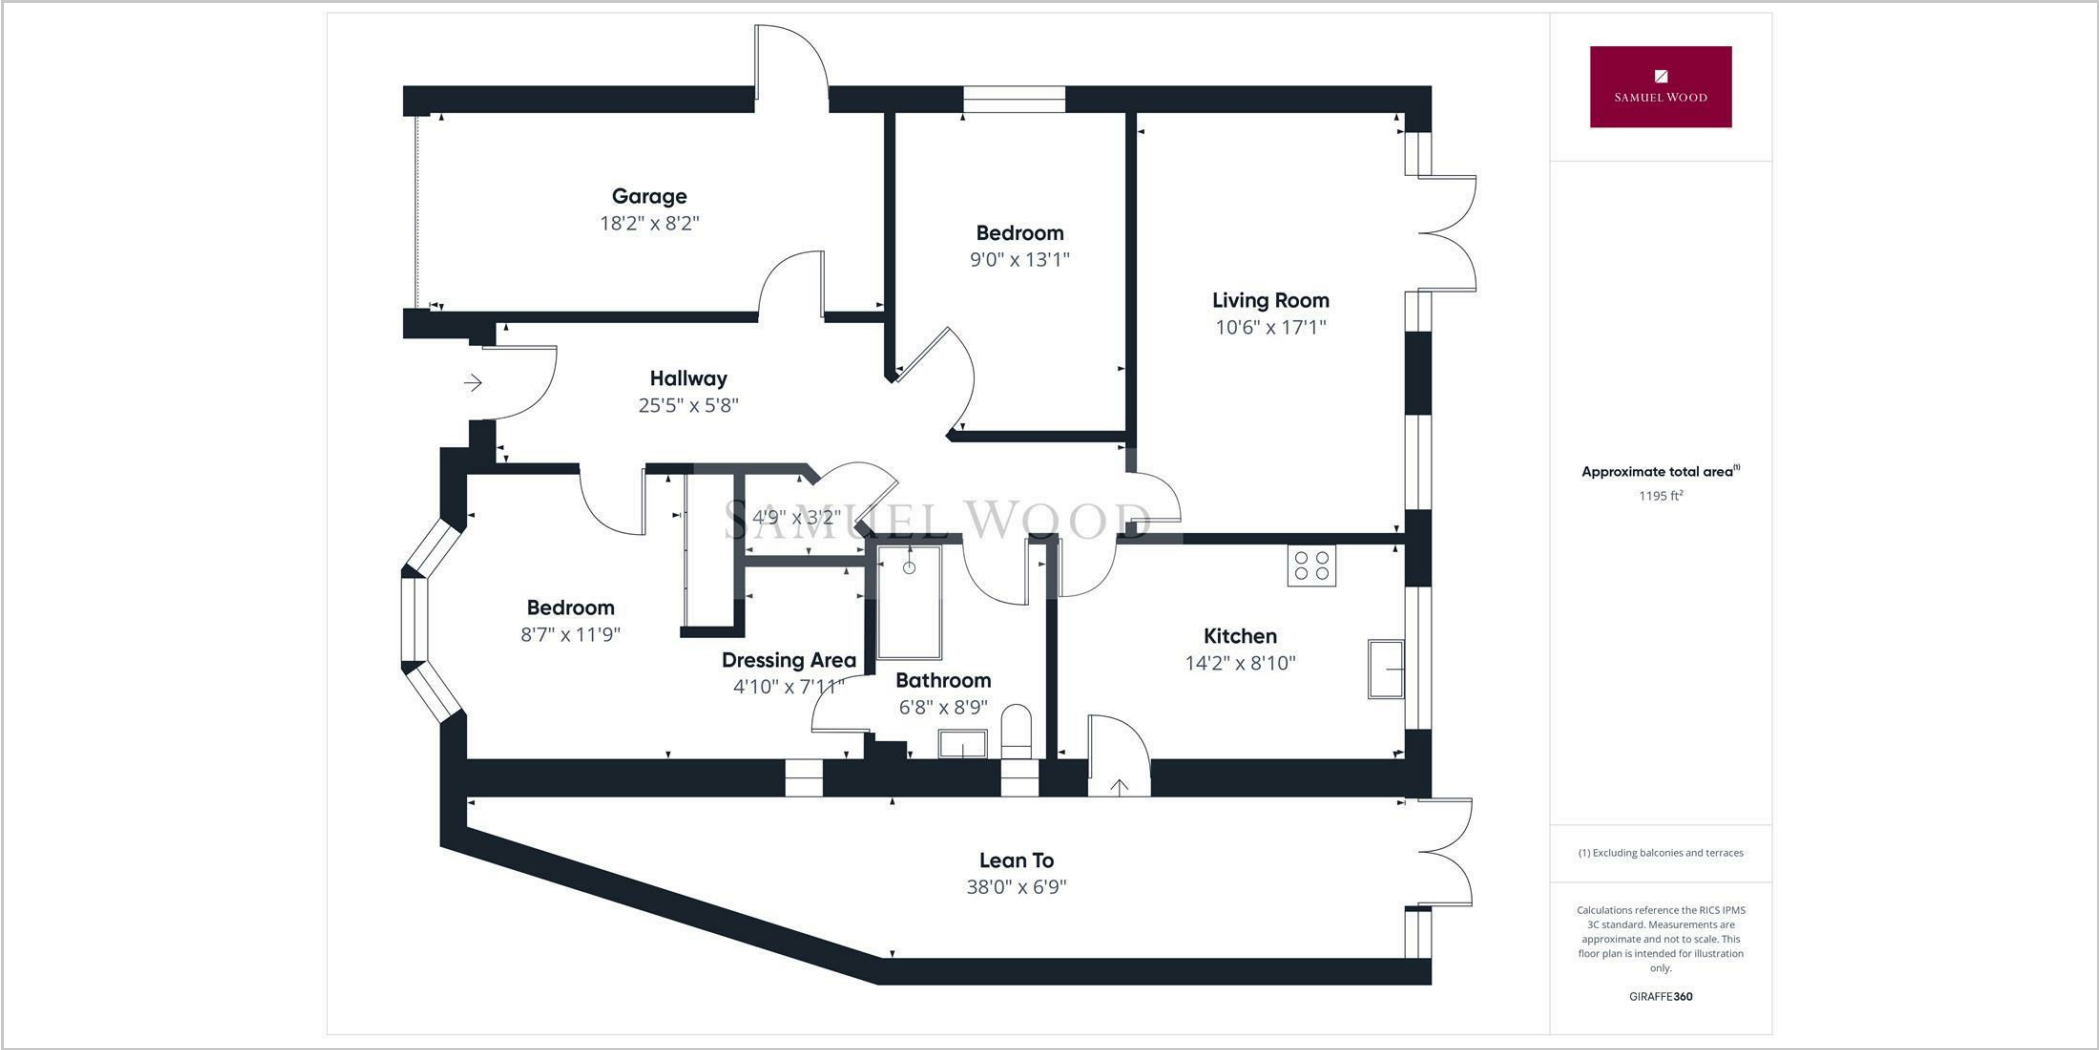 SAMUEL WOOD
Garage
18'2" x 8'2"
Bedroom
9'0" x 13'1"
Living Room
10'6" x 17'1"
Hallway
25'5" x 5'8"
4'9" x 3'2"
SAMUEL WOOD
Bedroom
8'7" x 11'9"
Dressing Area
4'10" x 7'11"
Bathroom
6'8" x 8'9"
Kitchen
14'2" x 8'10"
Lean To
38'0" x 6'9"
Approximate total area(1)
1195 ft²
(1) Excluding balconies and terraces
Calculations reference the RICS IPMS
3C standard. Measurements are
approximate and not to scale. This
floor plan is intended for illustration
only.
GIRAFFE360